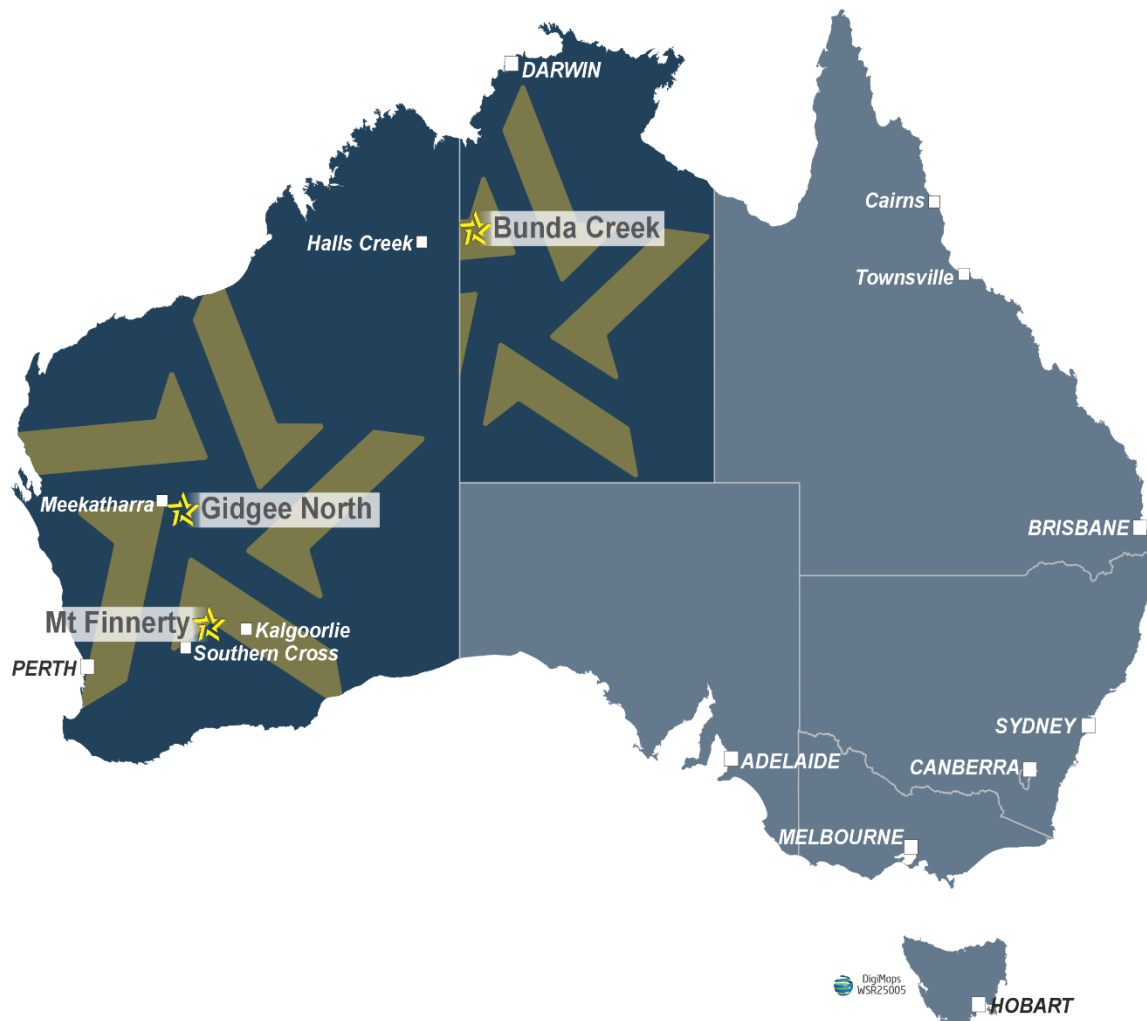 DARWIN
Cairns
Bunda Creek
Halls Creek
Townsville
Meekatharra
Gidgee North
BRISBANE
Mt Finnerty
Kalgoorlie
Southern Cross
PERTH
SYDNEY
ADELAIDE
CANBERRA
MELBOURNE
DigiMaps
WSR25005
HOBART